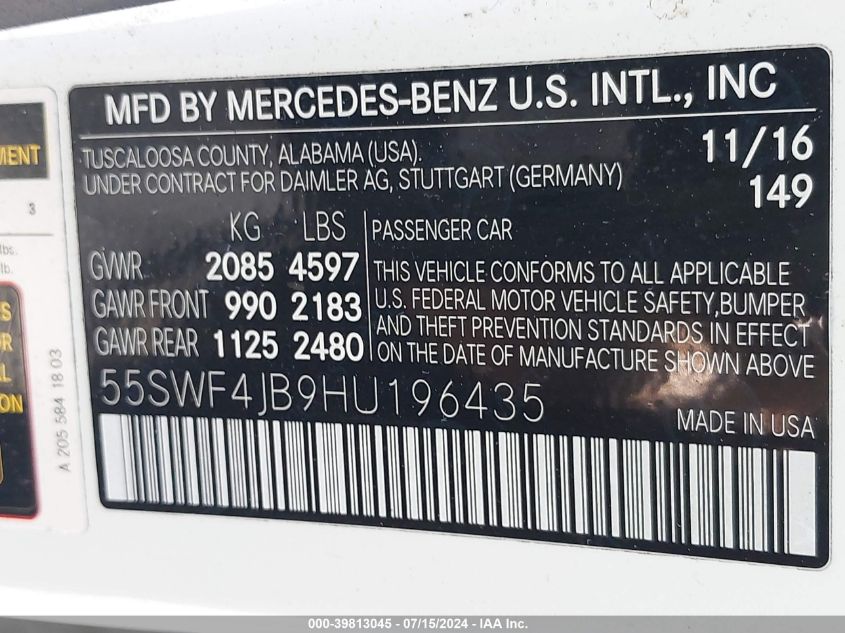 MFD BY MERCEDES-BENZ U.S. INTL., INC
TUSCALOOSA COUNTY, ALABAMA (USA).
UNDER CONTRACT FOR DAIMLER AG, STUTTGART (GERMANY)
11/16
149
KG LBS
GVWR 2085 4597
GAWR FRONT 990 2183
GAWR REAR 1125 2480
PASSENGER CAR
THIS VEHICLE CONFORMS TO ALL APPLICABLE
U.S. FEDERAL MOTOR VEHICLE SAFETY,BUMPER
AND THEFT PREVENTION STANDARDS IN EFFECT
ON THE DATE OF MANUFACTURE SHOWN ABOVE
55SWF4JB9HU196435
MADE IN USA
3
lbs.
lb.
A 205 584 18 03
000-39813045 - 07/15/2024 - IAA Inc.